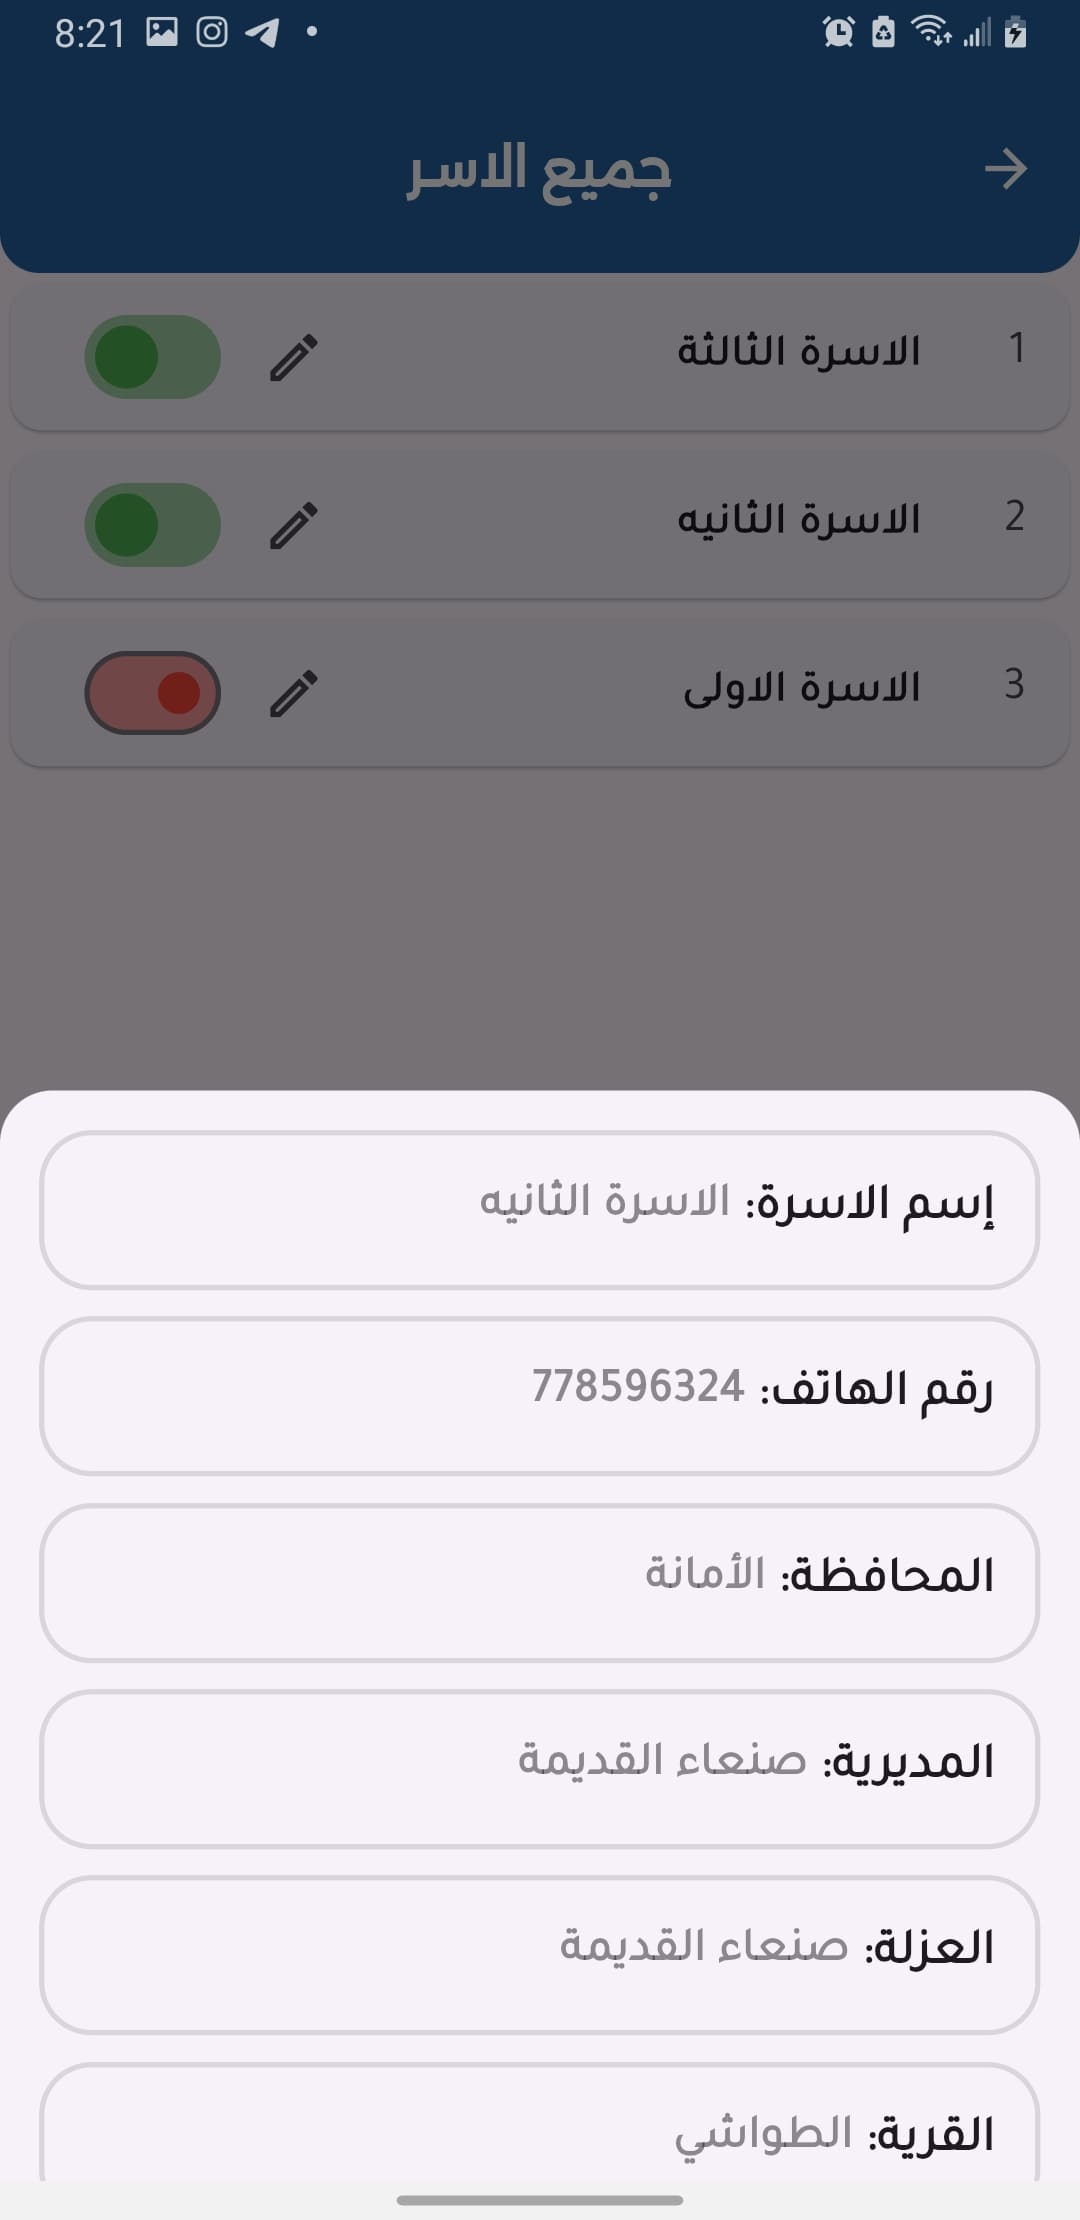 8:21
جميع الاسر
1 الاسرة الثالثة
2 الاسرة الثانيه
3 الاسرة الاولى
إسم الاسرة: الاسرة الثانيه
رقم الهاتف: 778596324
المحافظة: الأمانة
المديرية: صنعاء القديمة
العزلة: صنعاء القديمة
القرية: الطواشي